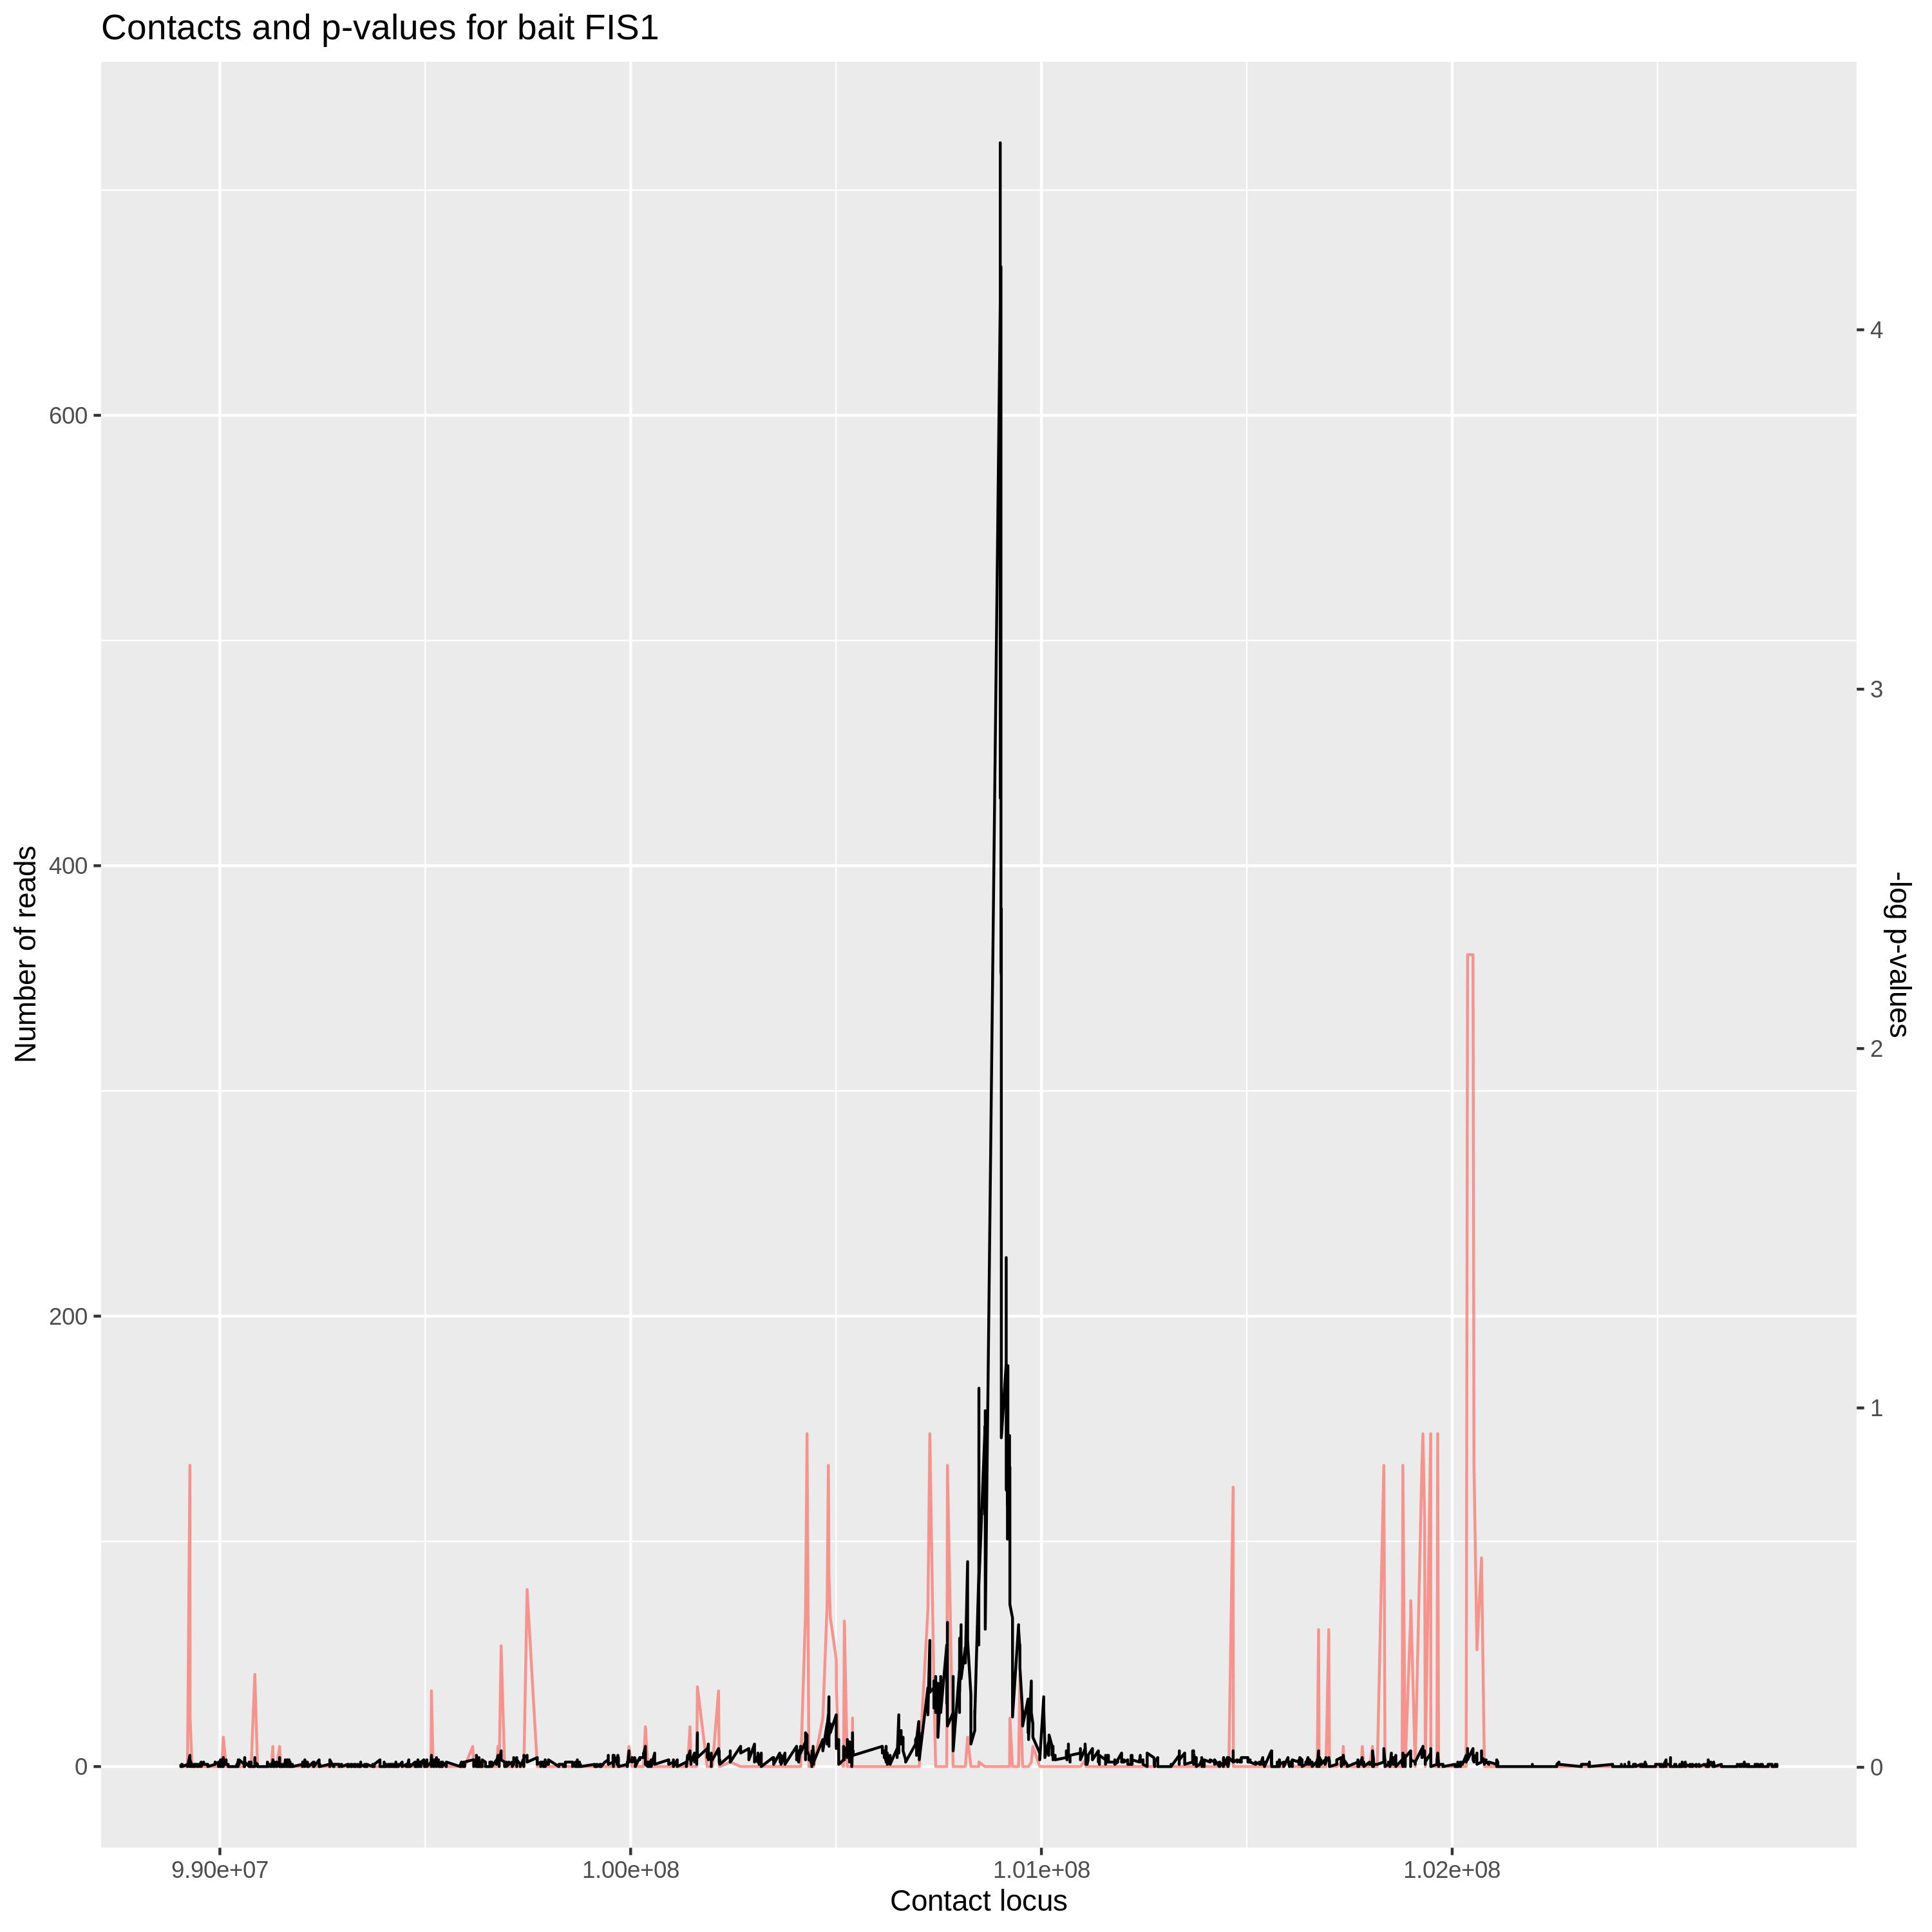 Contacts and p-values for bait FIS1
Number of reads
600
400
200
0
4
3
2
1
0
-log p-values
9.90e+07
1.00e+08
1.01e+08
1.02e+08
Contact locus